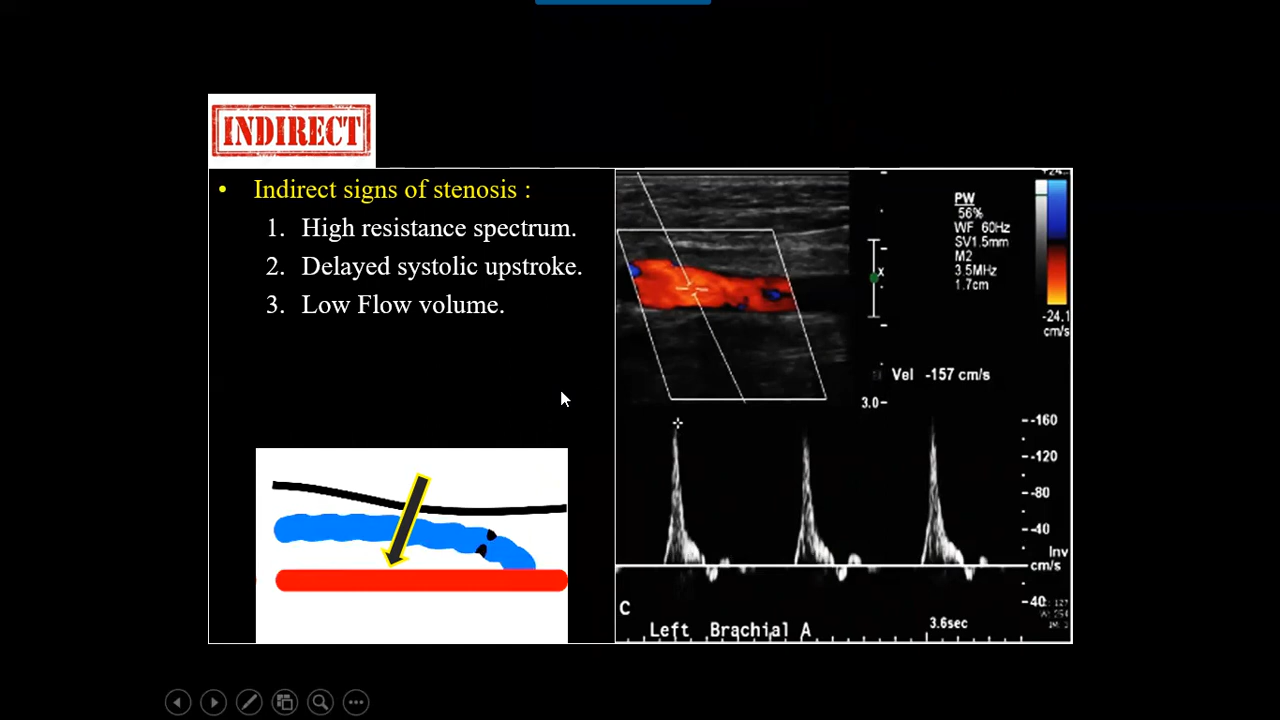 INDIRECT
• Indirect signs of stenosis :
1. High resistance spectrum.
2. Delayed systolic upstroke.
3. Low Flow volume.
PW
56%
WF 60Hz
SV1.5mm
M2
3.5MHz
1.7cm
x
-24.1
cm/s
Vel -157 cm/s
3.0
-160
-120
-80
-40
Inv
cm/s
-40
C
Left Brachial A
3.6sec